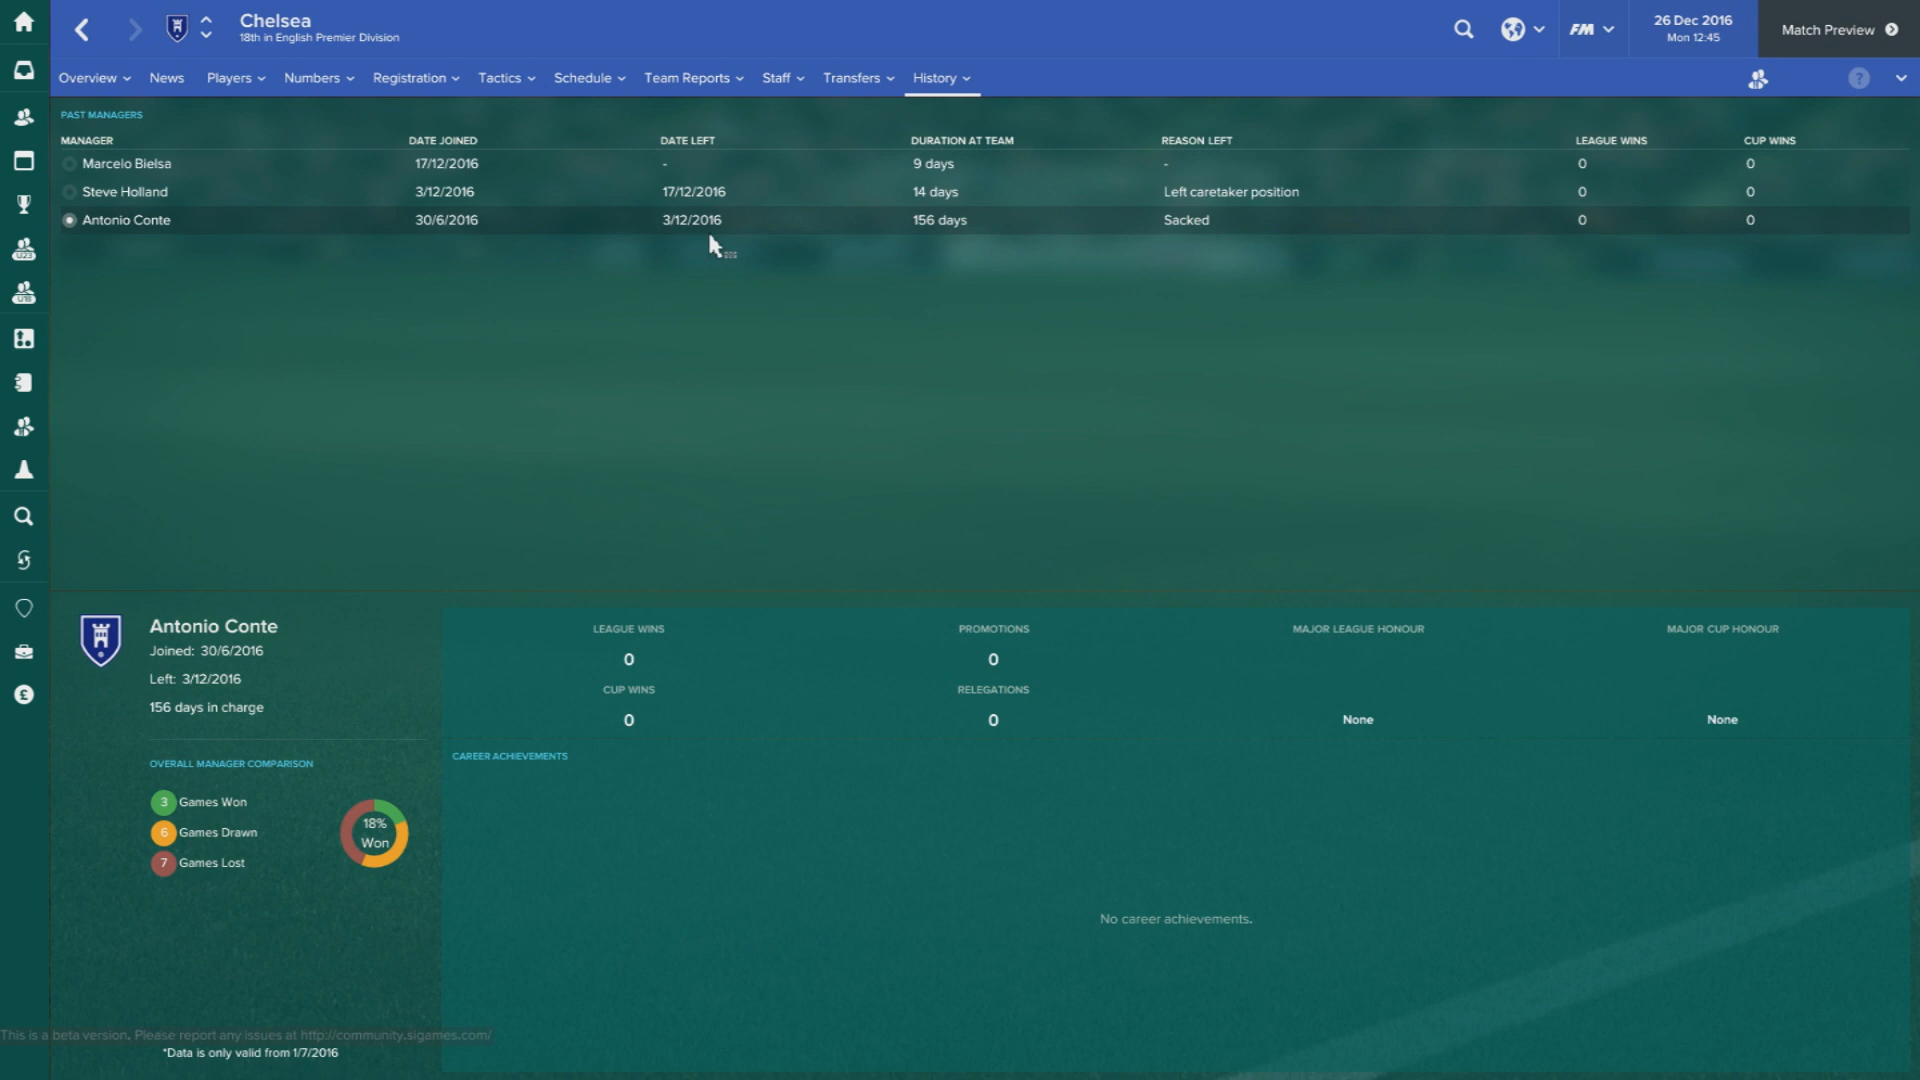 Chelsea
18th in English Premier Division
FM
26 Dec 2016
Mon 12:45
Match Preview
Overview News Players Numbers Registration Tactics Schedule Team Reports Staff Transfers History
?
PAST MANAGERS
MANAGER DATE JOINED DATE LEFT DURATION AT TEAM REASON LEFT LEAGUE WINS CUP WINS
Marcelo Bielsa 17/12/2016 - 9 days - 0 0
Steve Holland 3/12/2016 17/12/2016 14 days Left caretaker position 0 0
Antonio Conte 30/6/2016 3/12/2016 156 days Sacked 0 0
U23
U18
£
Antonio Conte
Joined: 30/6/2016
Left: 3/12/2016
156 days in charge
LEAGUE WINS PROMOTIONS MAJOR LEAGUE HONOUR MAJOR CUP HONOUR
0 0
CUP WINS RELEGATIONS
0 0 None None
OVERALL MANAGER COMPARISON
3 Games Won
6 Games Drawn
7 Games Lost
18%
Won
CAREER ACHIEVEMENTS
No career achievements.
This is a beta version. Please report any issues at http://community.sigames.com/
*Data is only valid from 1/7/2016